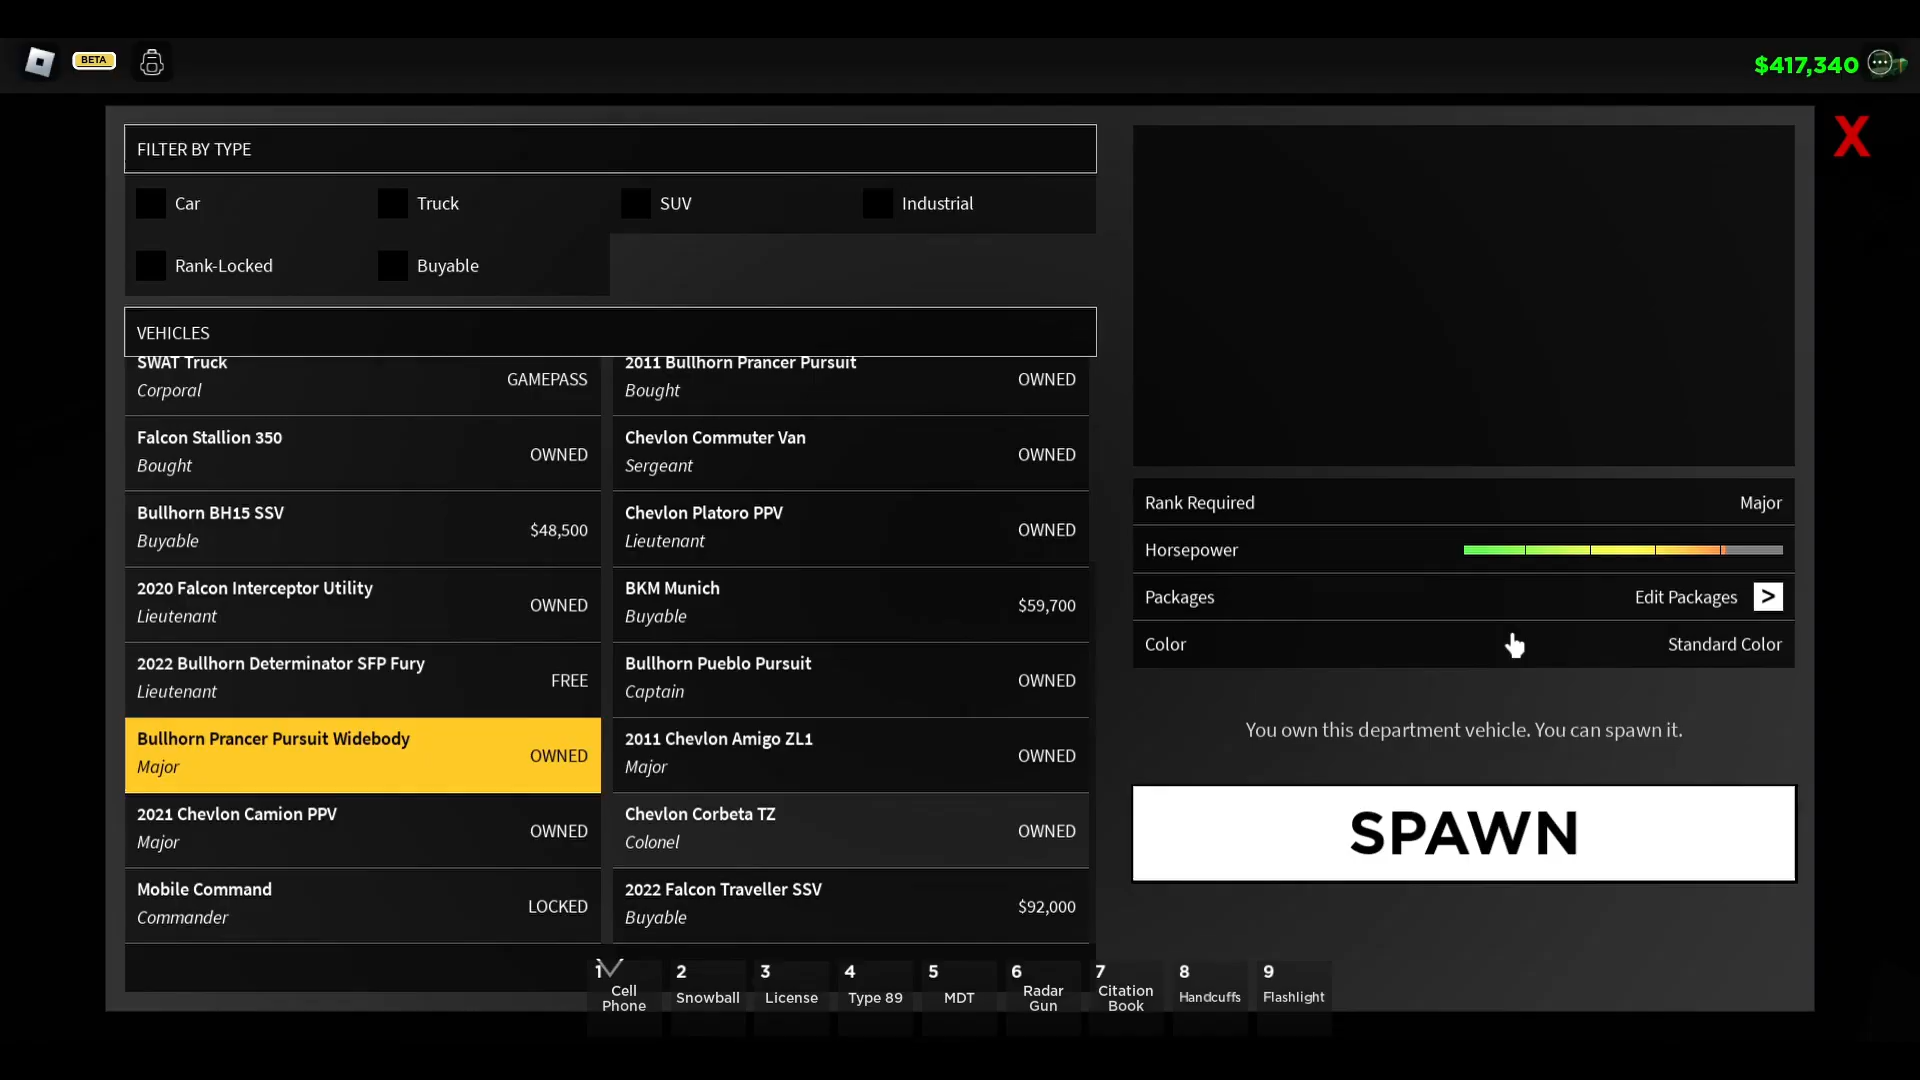 BETA
$417,340
X
FILTER BY TYPE
Car
Truck
SUV
Industrial
Rank-Locked
Buyable
VEHICLES
SWAT Truck
Corporal
GAMEPASS
2011 Bullhorn Prancer Pursuit
Bought
OWNED
Falcon Stallion 350
Bought
OWNED
Chevlon Commuter Van
Sergeant
OWNED
Bullhorn BH15 SSV
Buyable
$48,500
Chevlon Platoro PPV
Lieutenant
OWNED
2020 Falcon Interceptor Utility
Lieutenant
OWNED
BKM Munich
Buyable
$59,700
2022 Bullhorn Determinator SFP Fury
Lieutenant
FREE
Bullhorn Pueblo Pursuit
Captain
OWNED
Bullhorn Prancer Pursuit Widebody
Major
OWNED
2011 Chevlon Amigo ZL1
Major
OWNED
2021 Chevlon Camion PPV
Major
OWNED
Chevlon Corbeta TZ
Colonel
OWNED
Mobile Command
Commander
LOCKED
2022 Falcon Traveller SSV
Buyable
$92,000
Rank Required
Major
Horsepower
Packages
Edit Packages >
Color
Standard Color
You own this department vehicle. You can spawn it.
SPAWN
1
Cell
Phone
2
Snowball
3
License
4
Type 89
5
MDT
6
Radar
Gun
7
Citation
Book
8
Handcuffs
9
Flashlight